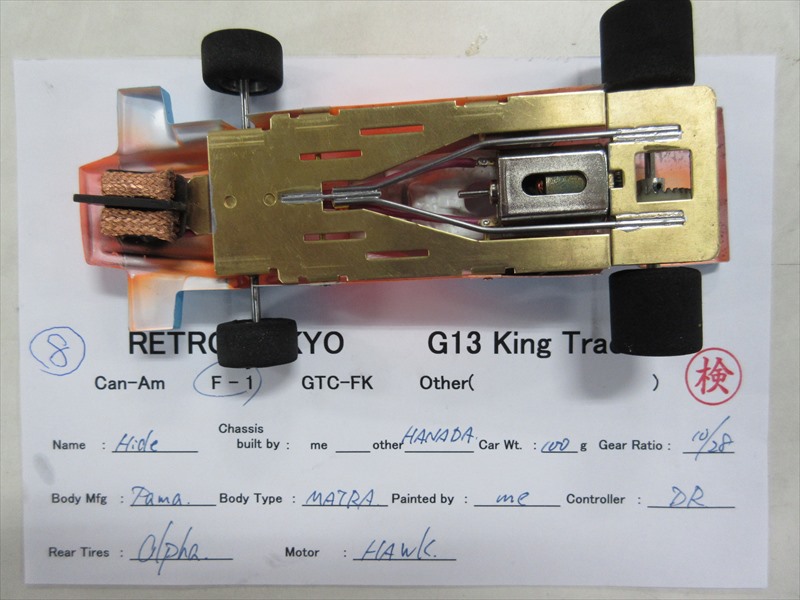 RETRO KYO G13 King Trac
8
Can-Am F-1 GTC-FK Other( )
検
Name : Hide Chassis built by : me ___ other HANADA Car Wt. : 100 g Gear Ratio : 10/28
Body Mfg : Tama. Body Type : MATRA Painted by : me Controller : DR
Rear Tires : Alpha. Motor : HAWK.